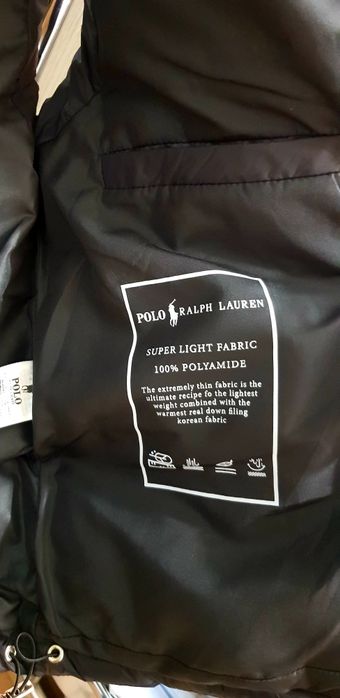 POLO RALPH LAUREN
SUPER LIGHT FABRIC
100% POLYAMIDE
The extremely thin fabric is the
ultimate recipe fo the lightest
weight combined with the
warmest real down filing
korean fabric
POLO